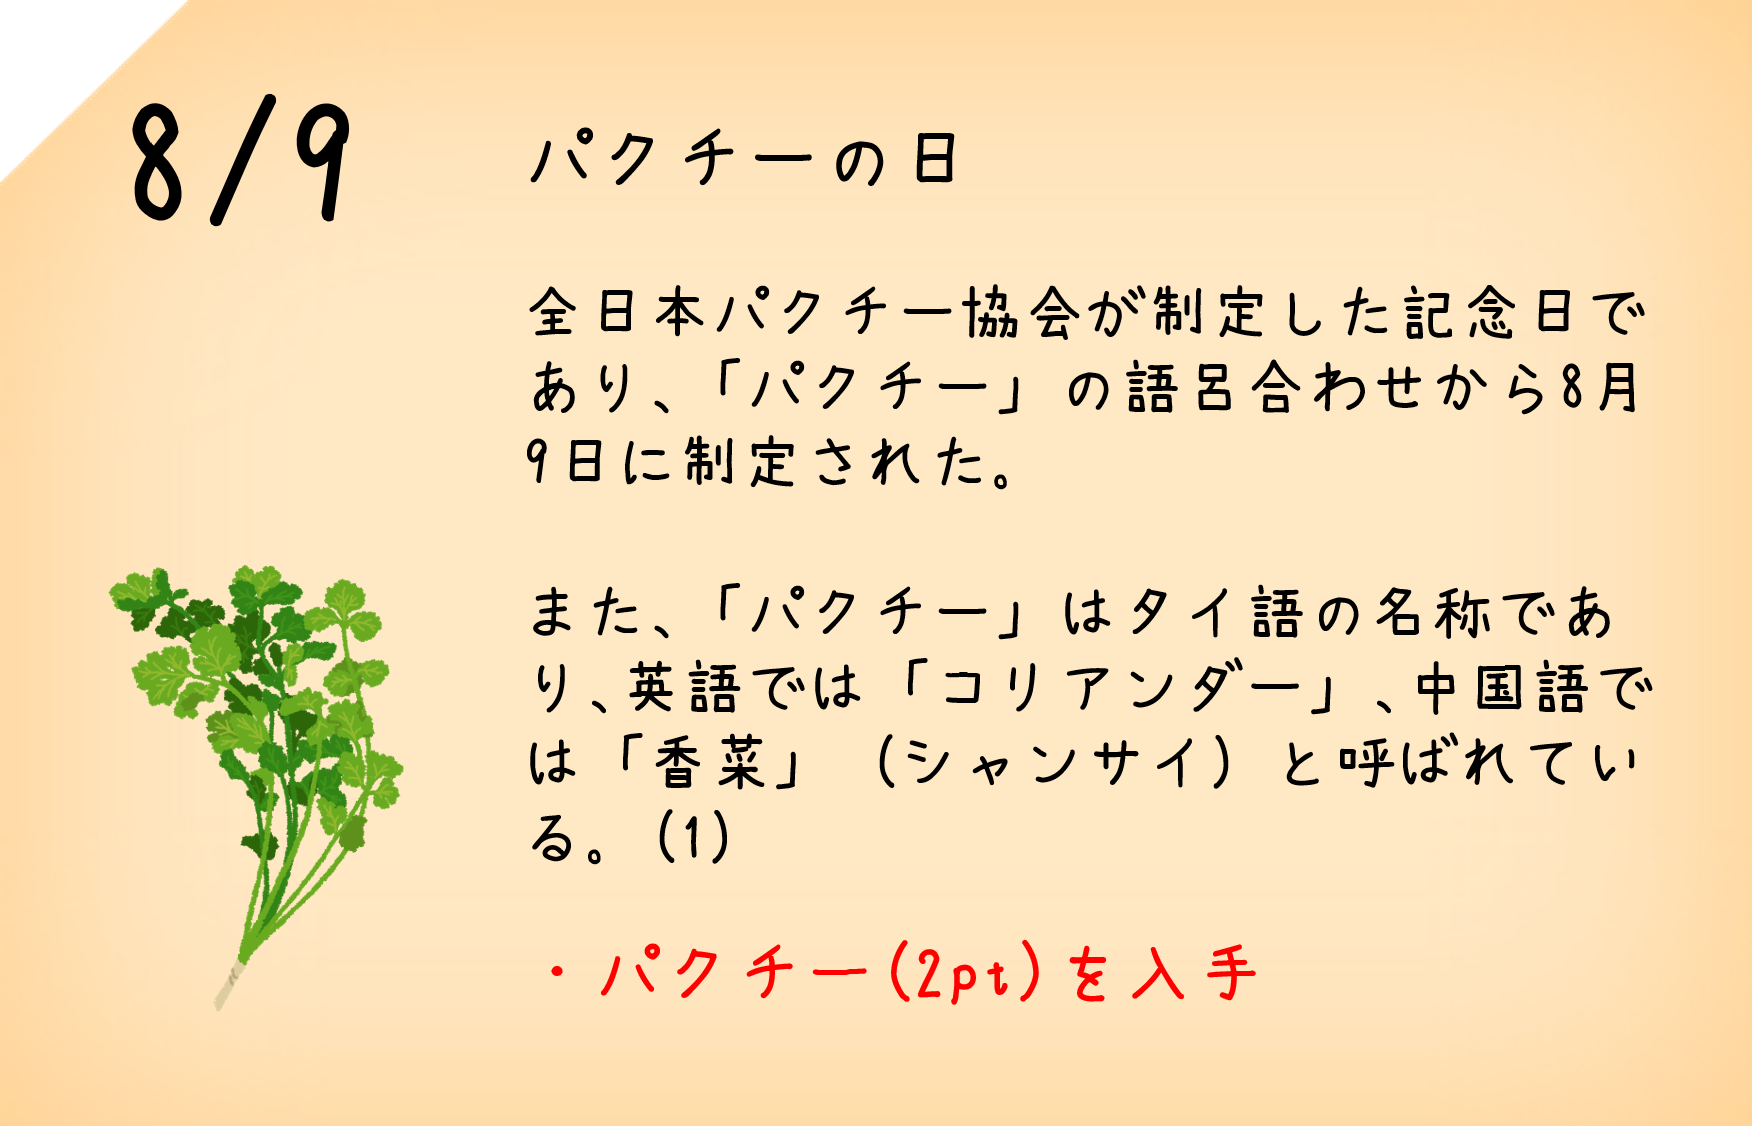 8/9
パクチーの日
全日本パクチー協会が制定した記念日で
あり、「パクチー」の語呂合わせから8月
9日に制定された。
また、「パクチー」はタイ語の名称であ
り、英語では「コリアンダー」、中国語で
は「香菜」（シャンサイ）と呼ばれてい
る。(1)
・パクチー(2pt)を入手